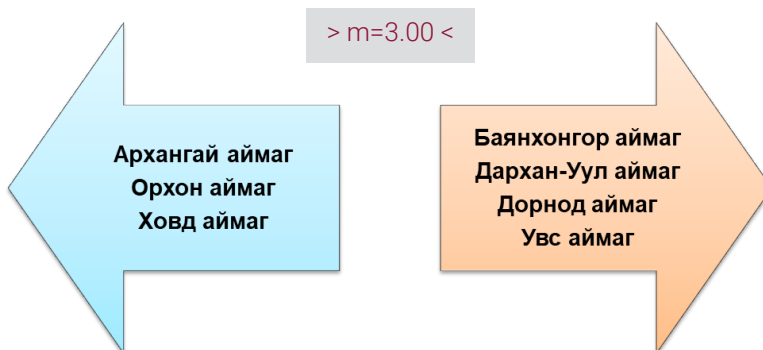 > m=3.00 <
Архангай аймаг
Орхон аймаг
Ховд аймаг
Баянхонгор аймаг
Дархан-Уул аймаг
Дорнод аймаг
Увс аймаг